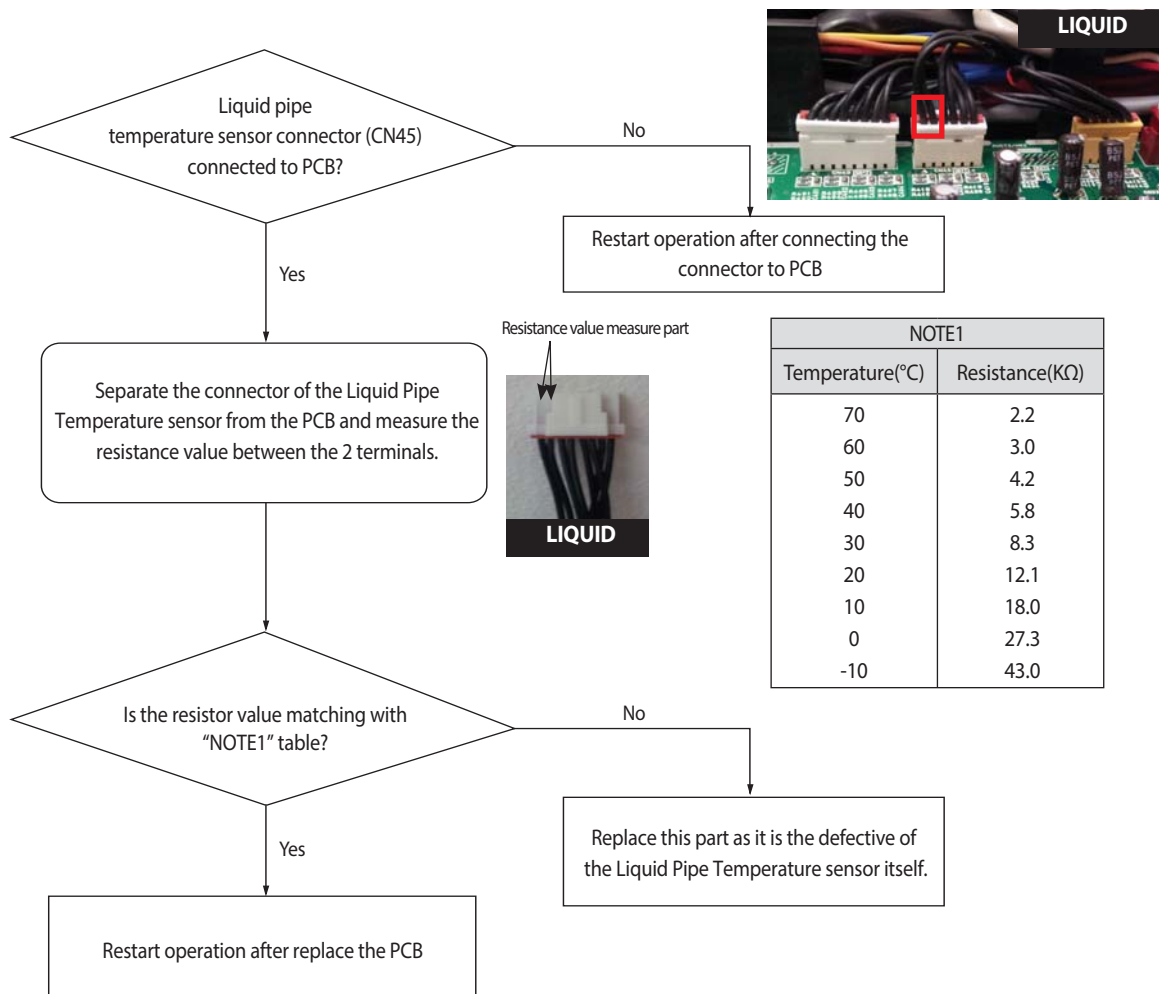 LIQUID
Liquid pipe
temperature sensor connector (CN45)
connected to PCB?
No
Restart operation after connecting the
connector to PCB
Yes
Resistance value measure part
LIQUID
Separate the connector of the Liquid Pipe
Temperature sensor from the PCB and measure the
resistance value between the 2 terminals.
NOTE1
Temperature(°C) Resistance(KΩ)
70 2.2
60 3.0
50 4.2
40 5.8
30 8.3
20 12.1
10 18.0
0 27.3
-10 43.0
Is the resistor value matching with
“NOTE1” table?
No
Replace this part as it is the defective of
the Liquid Pipe Temperature sensor itself.
Yes
Restart operation after replace the PCB